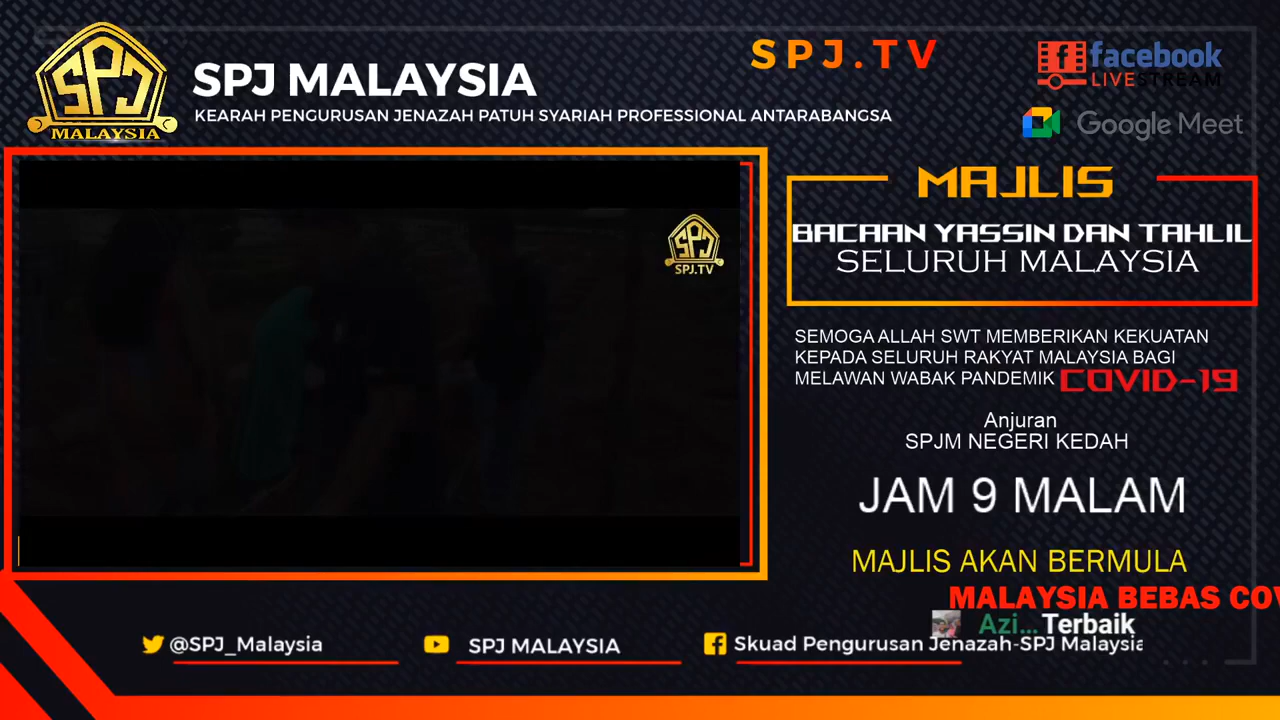 SPJ
MALAYSIA
SPJ MALAYSIA
KEARAH PENGURUSAN JENAZAH PATUH SYARIAH PROFESSIONAL ANTARABANGSA
SPJ.TV
facebook
LIVESTREAM
Google Meet
SPJ
SPJ.TV
MAJLIS
BACAAN YASSIN DAN TAHLIL
SELURUH MALAYSIA
SEMOGA ALLAH SWT MEMBERIKAN KEKUATAN
KEPADA SELURUH RAKYAT MALAYSIA BAGI
MELAWAN WABAK PANDEMIK COVID-19
Anjuran
SPJM NEGERI KEDAH
JAM 9 MALAM
MAJLIS AKAN BERMULA
MALAYSIA BEBAS COV
Azi... Terbaik
@SPJ_Malaysia
SPJ MALAYSIA
Skuad Pengurusan Jenazah-SPJ Malaysia